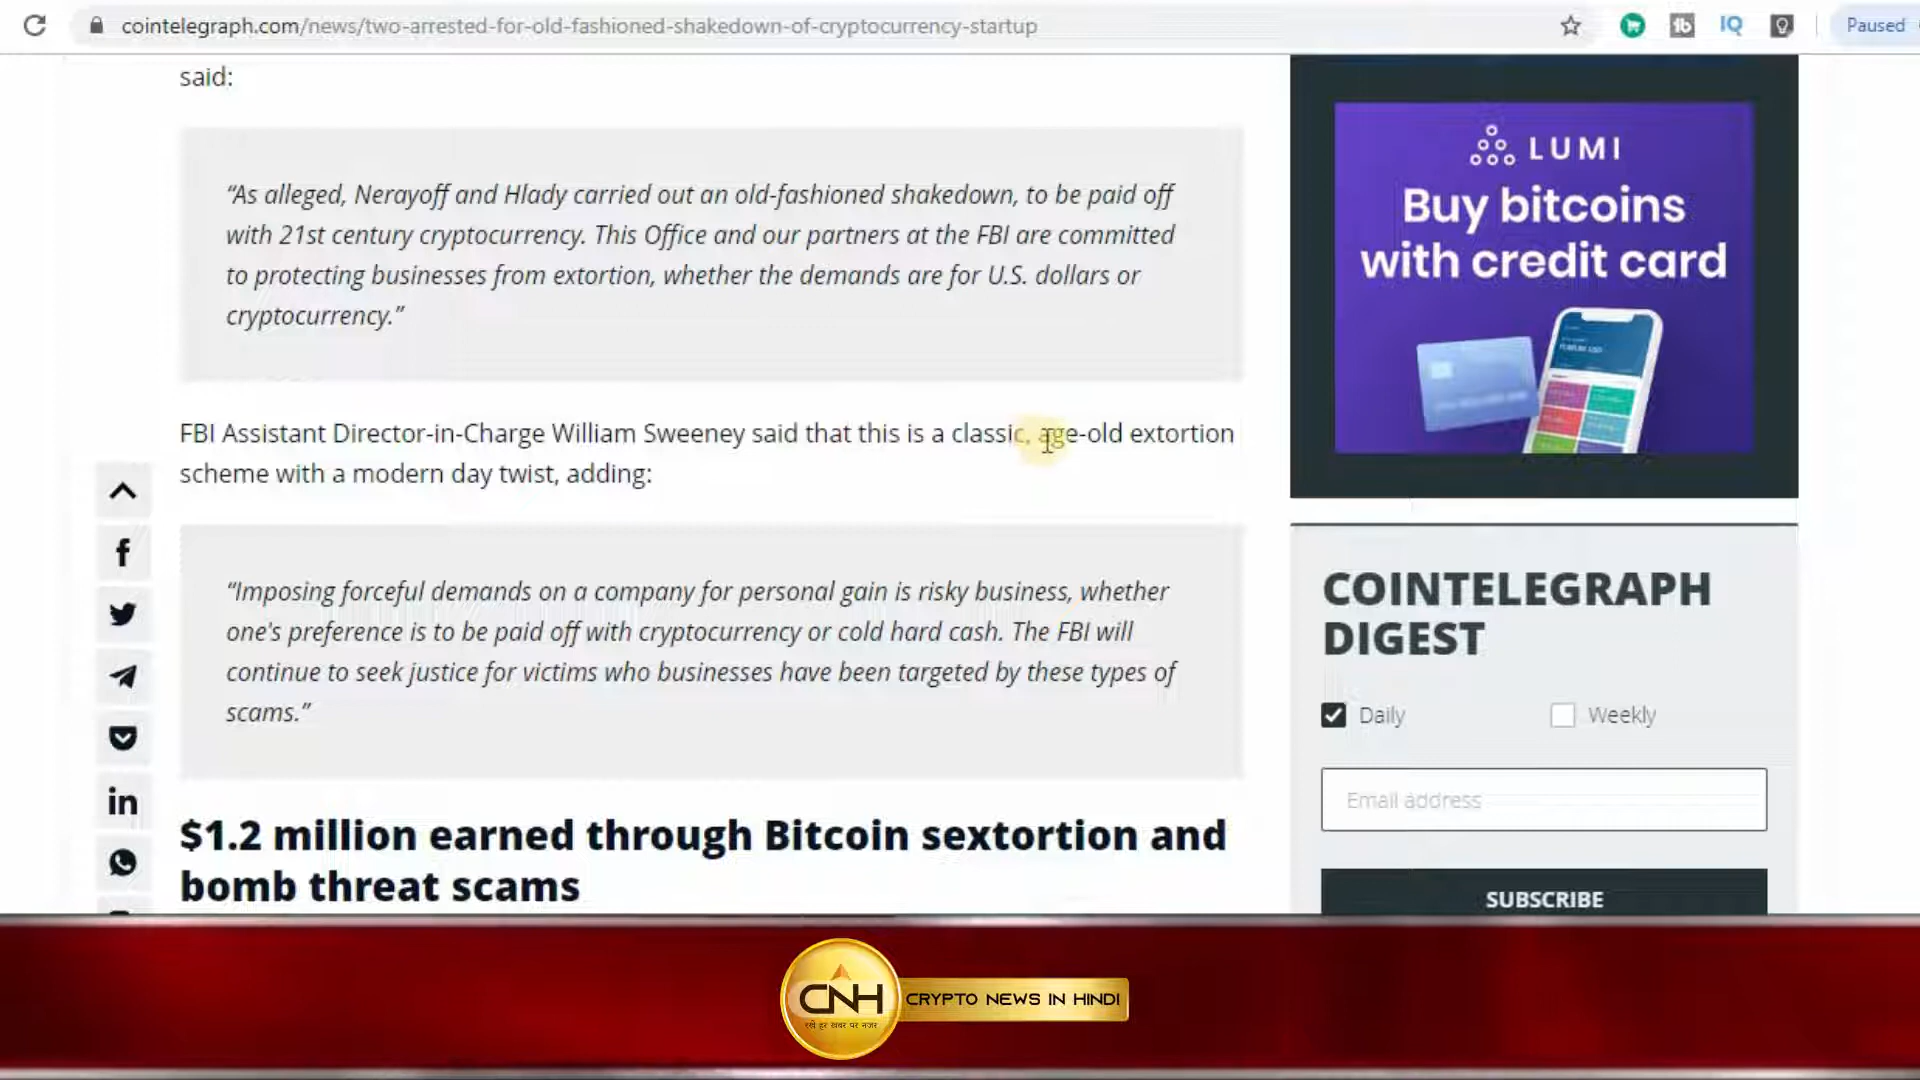 cointelegraph.com/news/two-arrested-for-old-fashioned-shakedown-of-cryptocurrency-startup
Paused
said:
“As alleged, Nerayoff and Hlady carried out an old-fashioned shakedown, to be paid off
with 21st century cryptocurrency. This Office and our partners at the FBI are committed
to protecting businesses from extortion, whether the demands are for U.S. dollars or
cryptocurrency.”
FBI Assistant Director-in-Charge William Sweeney said that this is a classic, age-old extortion
scheme with a modern day twist, adding:
“Imposing forceful demands on a company for personal gain is risky business, whether
one's preference is to be paid off with cryptocurrency or cold hard cash. The FBI will
continue to seek justice for victims who businesses have been targeted by these types of
scams.”
$1.2 million earned through Bitcoin sextortion and
bomb threat scams
LUMI
Buy bitcoins
with credit card
COINTELEGRAPH
DIGEST
Daily
Weekly
Email address
SUBSCRIBE
CNH
रखे हर खबर पर नजर
CRYPTO NEWS IN HINDI